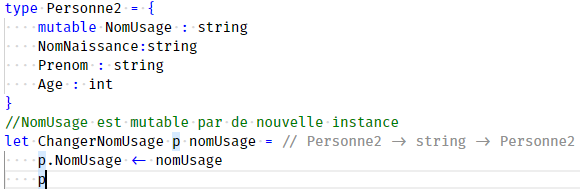 type Personne2 = {
    mutable NomUsage : string
    NomNaissance:string
    Prenom : string
    Age : int
}
//NomUsage est mutable par de nouvelle instance
let ChangerNomUsage p nomUsage = // Personne2 → string → Personne2
    p.NomUsage ← nomUsage
    p